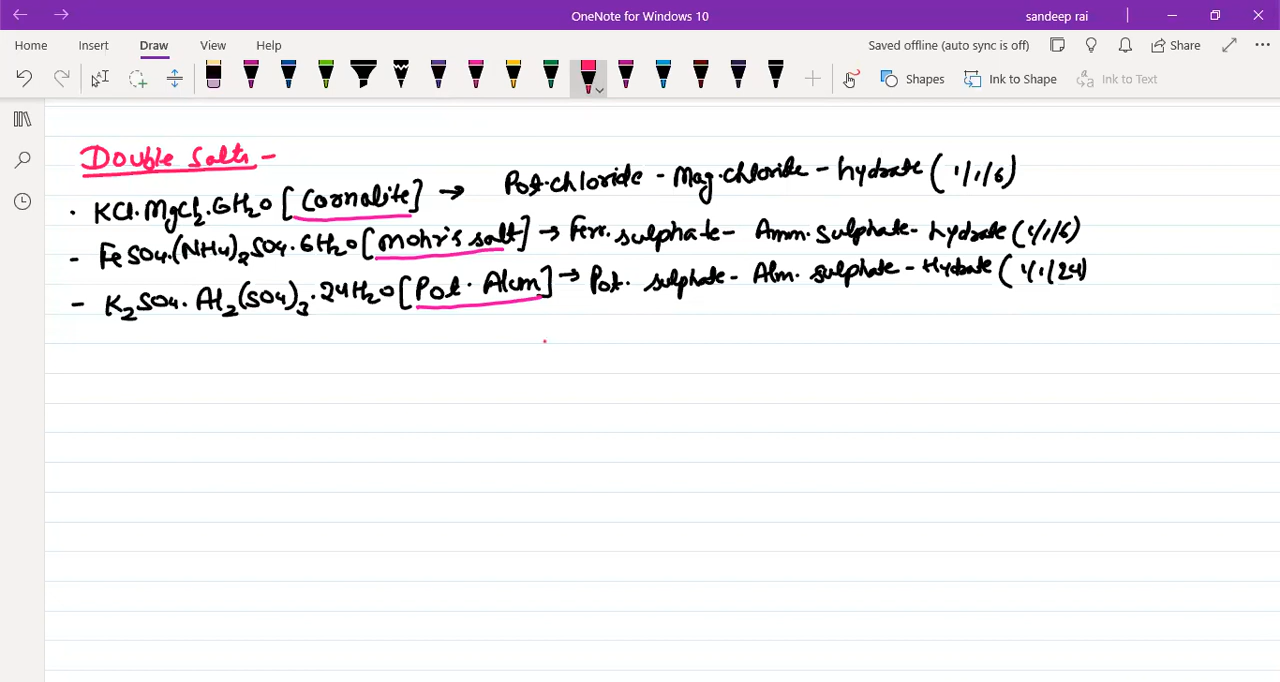 OneNote for Windows 10
sandeep rai
Home Insert Draw View Help
Saved offline (auto sync is off) Share
Shapes Ink to Shape Ink to Text
Double Salts -
· KCl.MgCl2.6H2O [Cornalite] → Pot.chloride - Mag.chloride - hydrate (1/1/6)
- FeSO4.(NH4)2SO4.6H2O [Mohr's salt] → Ferr. sulphate - Amm. sulphate - hydrate (1/1/6)
- K2SO4. Al2(SO4)3.24H2O [Pot. Alum] → Pot. sulphate - Alm. sulphate - Hydrate (1/1/24)